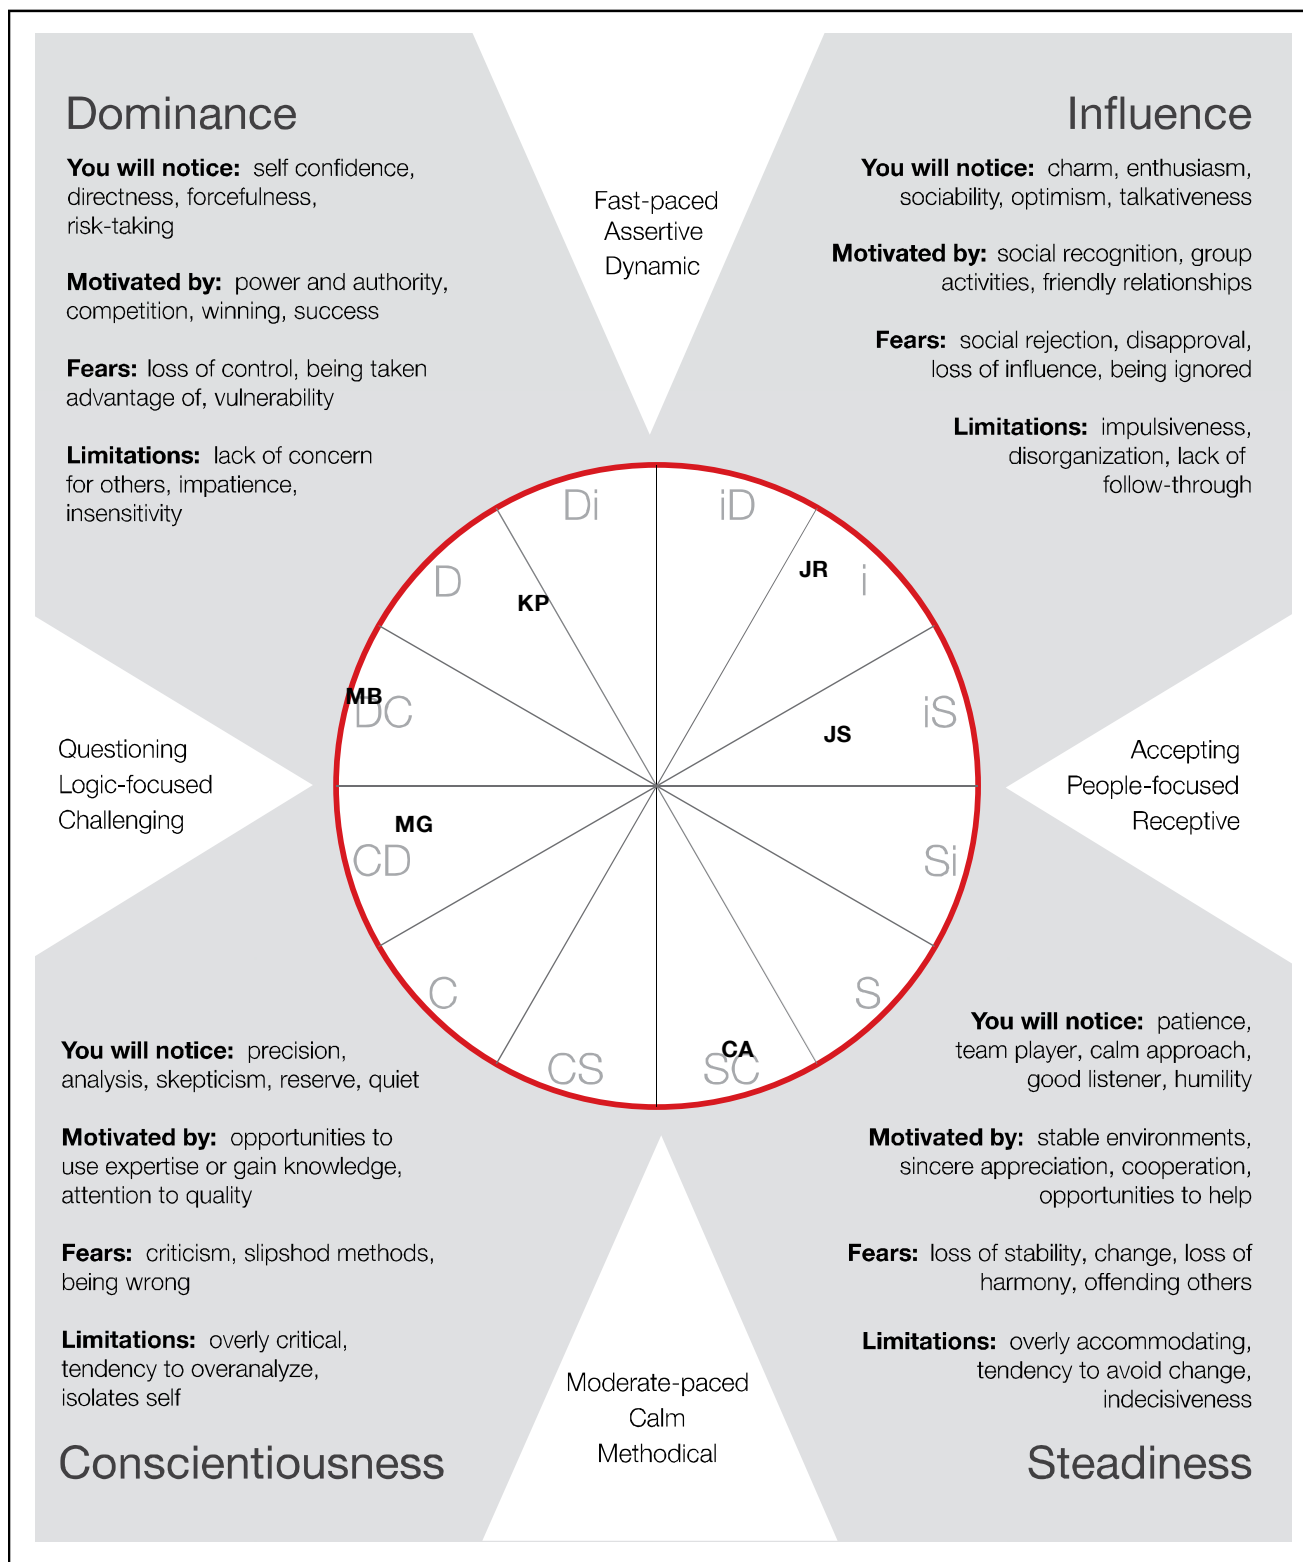 Dominance
You will notice: self confidence,
directness, forcefulness,
risk-taking
Motivated by: power and authority,
competition, winning, success
Fears: loss of control, being taken
advantage of, vulnerability
Limitations: lack of concern
for others, impatience,
insensitivity
Fast-paced
Assertive
Dynamic
Influence
You will notice: charm, enthusiasm,
sociability, optimism, talkativeness
Motivated by: social recognition, group
activities, friendly relationships
Fears: social rejection, disapproval,
loss of influence, being ignored
Limitations: impulsiveness,
disorganization, lack of
follow-through
Di
iD
D
KP
JR
i
MB
DC
JS
iS
MG
CD
Si
C
S
CS
CA
SC
Questioning
Logic-focused
Challenging
Accepting
People-focused
Receptive
You will notice: precision,
analysis, skepticism, reserve, quiet
Motivated by: opportunities to
use expertise or gain knowledge,
attention to quality
Fears: criticism, slipshod methods,
being wrong
Limitations: overly critical,
tendency to overanalyze,
isolates self
Conscientiousness
Moderate-paced
Calm
Methodical
You will notice: patience,
team player, calm approach,
good listener, humility
Motivated by: stable environments,
sincere appreciation, cooperation,
opportunities to help
Fears: loss of stability, change, loss of
harmony, offending others
Limitations: overly accommodating,
tendency to avoid change,
indecisiveness
Steadiness